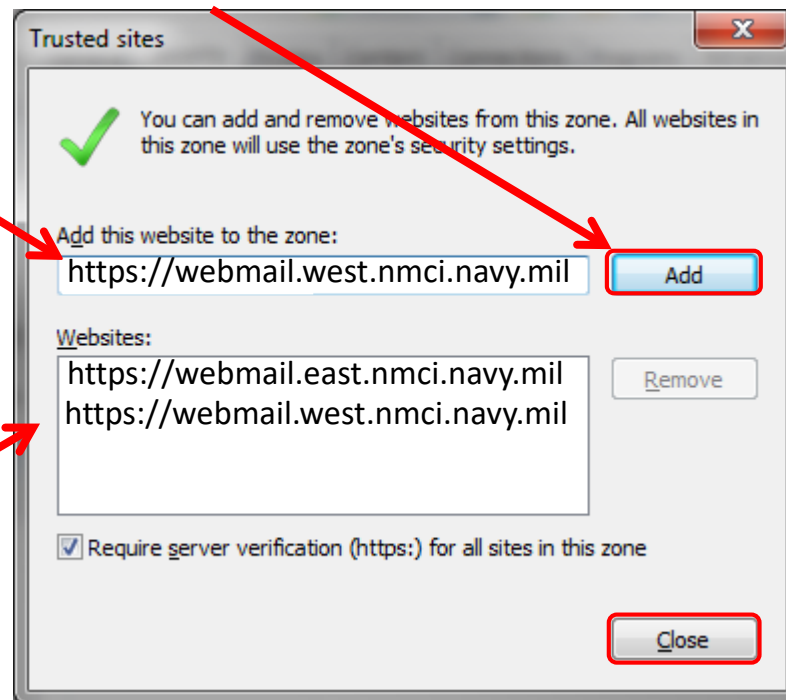 Trusted sites
You can add and remove websites from this zone. All websites in
this zone will use the zone's security settings.
Add this website to the zone:
https://webmail.west.nmci.navy.mil
Add
Websites:
https://webmail.east.nmci.navy.mil
Remove
https://webmail.west.nmci.navy.mil
Require server verification (https:) for all sites in this zone
Close